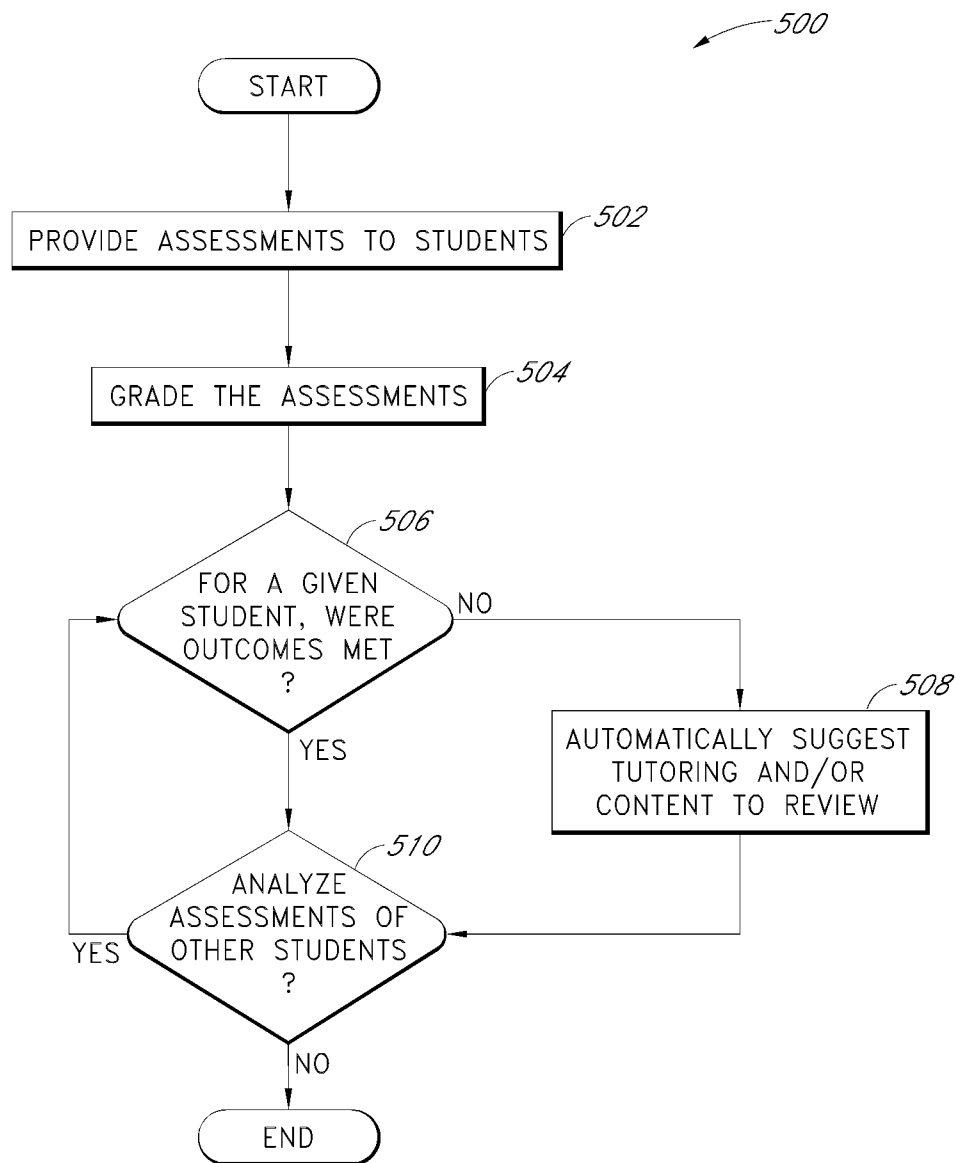 500
START
502
PROVIDE ASSESSMENTS TO STUDENTS
504
GRADE THE ASSESSMENTS
506
FOR A GIVEN
STUDENT, WERE
OUTCOMES MET
?
NO
YES
508
AUTOMATICALLY SUGGEST
TUTORING AND/OR
CONTENT TO REVIEW
510
ANALYZE
ASSESSMENTS OF
OTHER STUDENTS
?
YES
NO
END